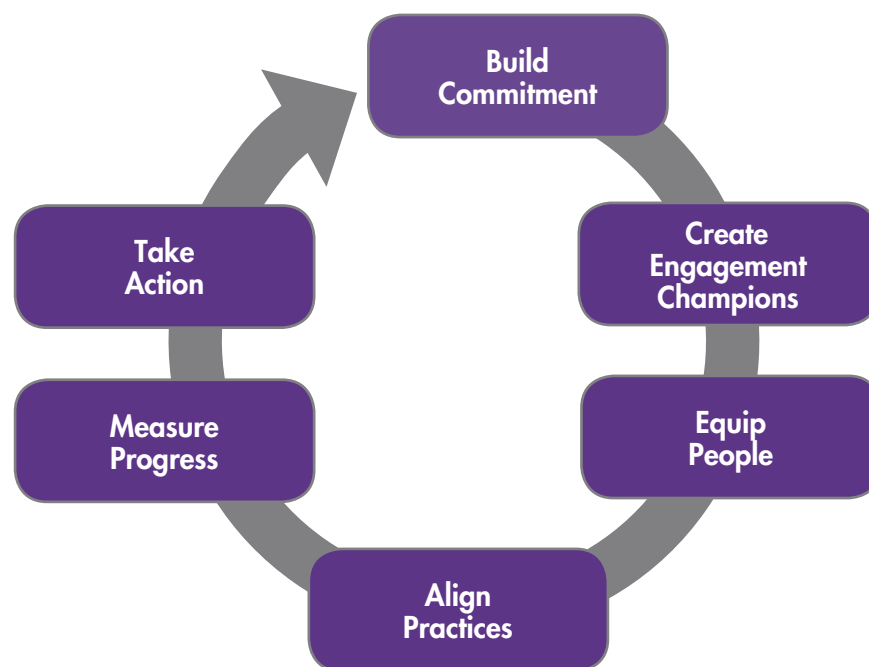 Build
Commitment
Create
Engagement
Champions
Equip
People
Align
Practices
Measure
Progress
Take
Action